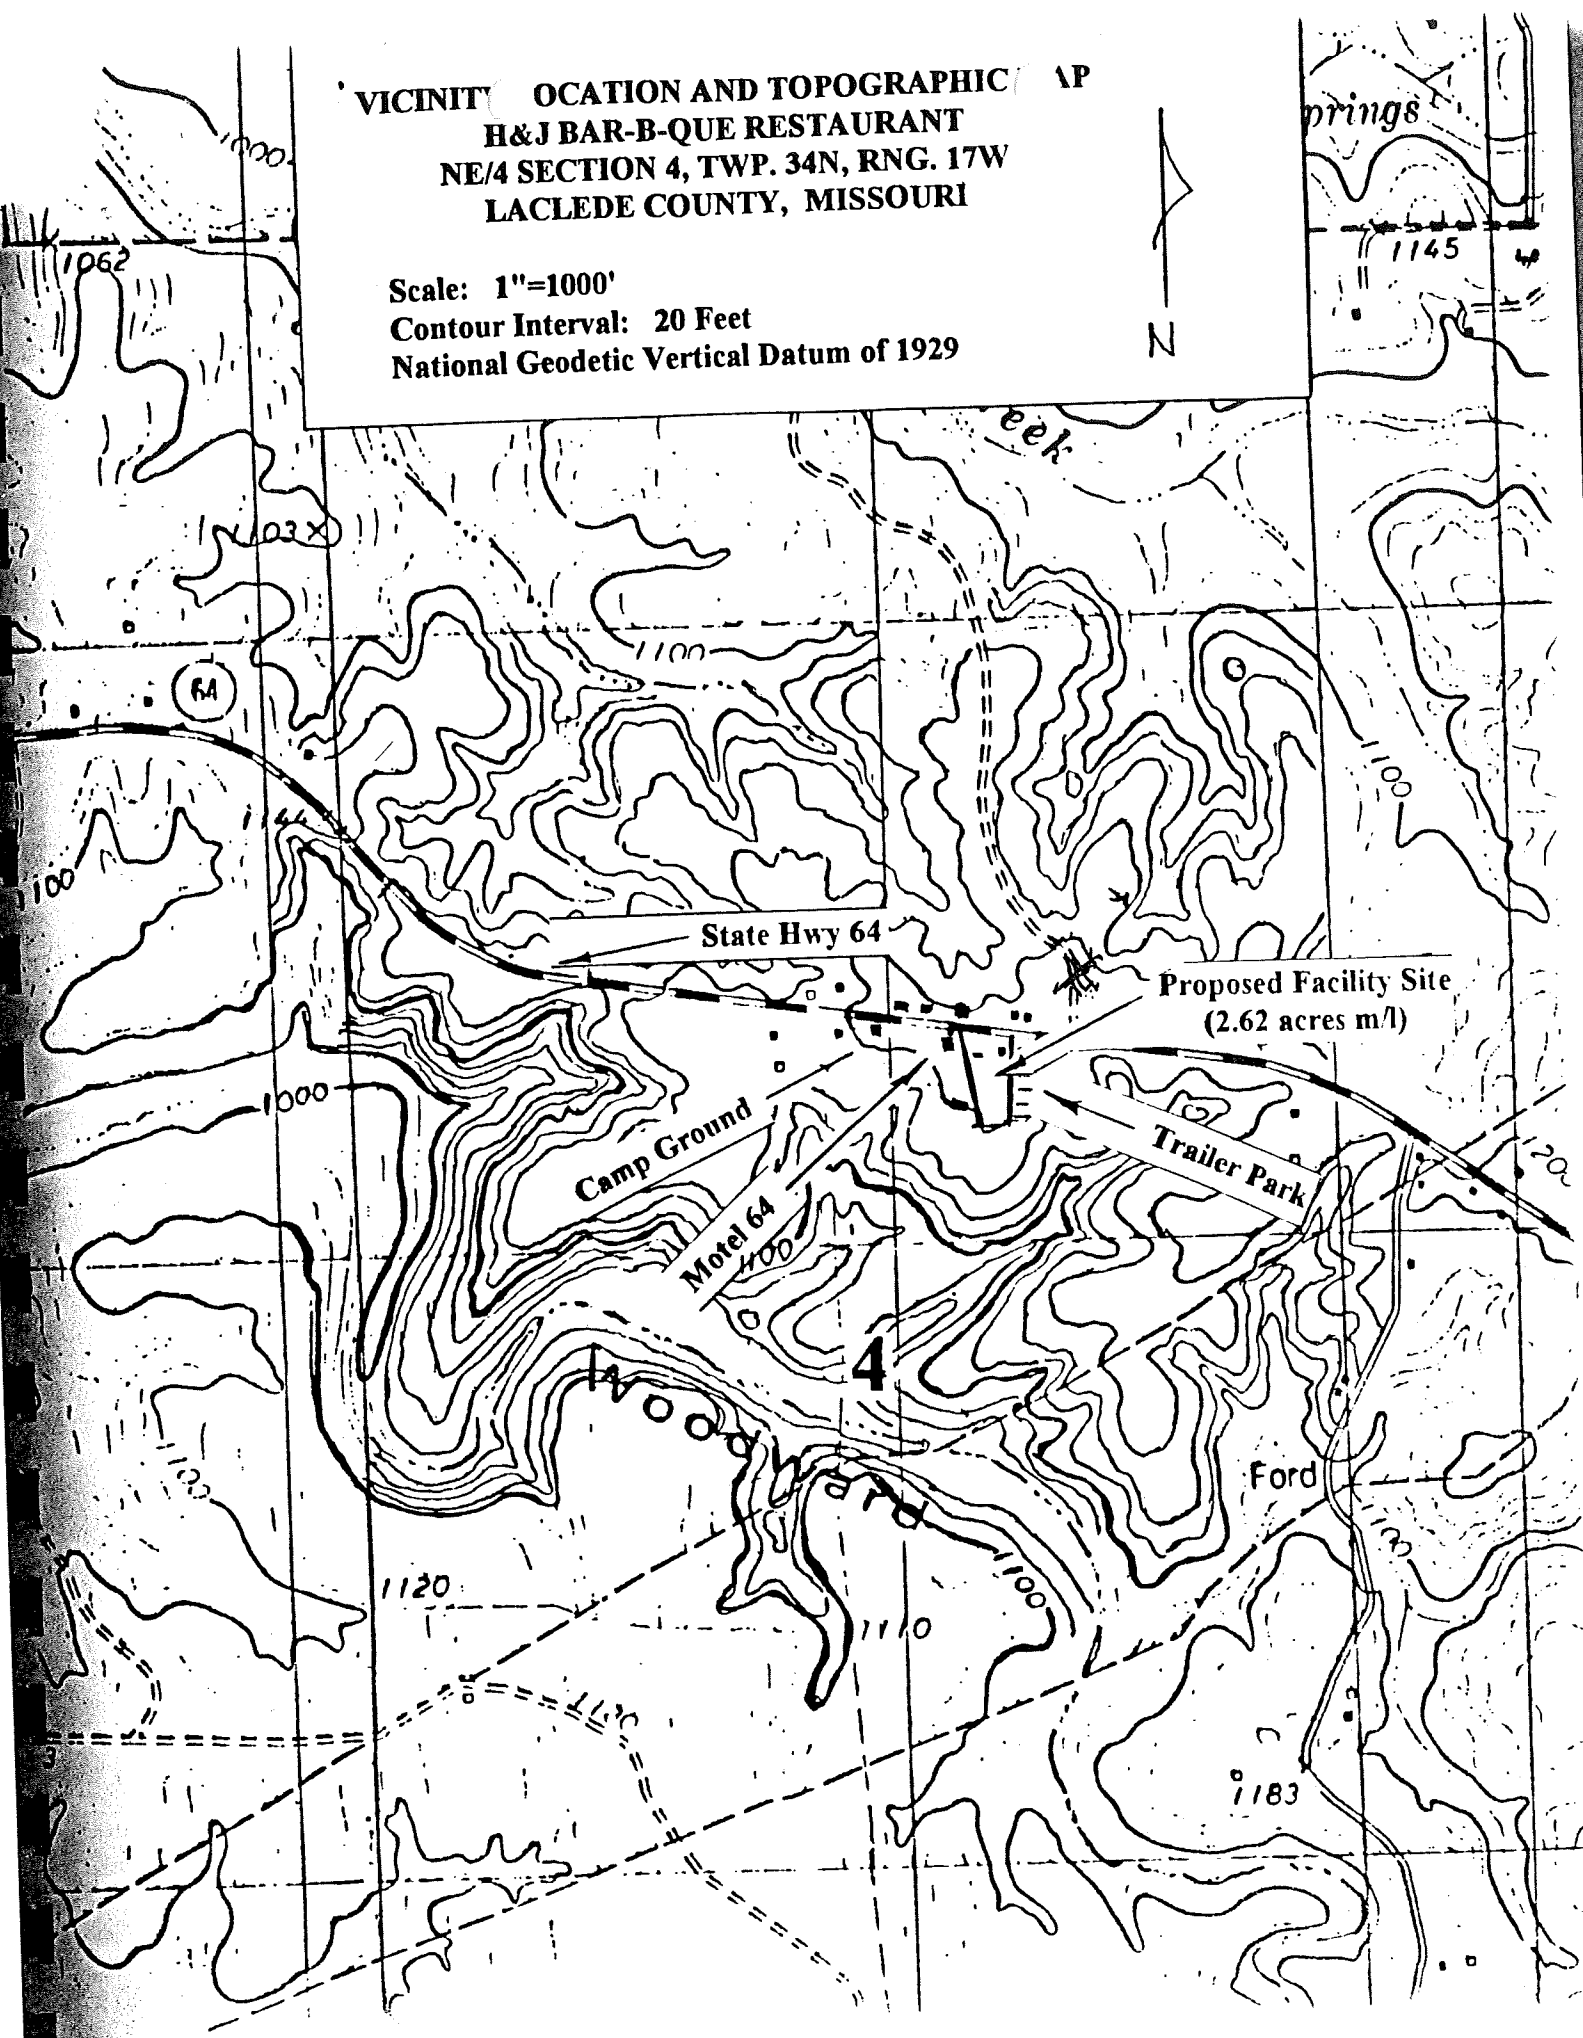 VICINITY OCATION AND TOPOGRAPHIC AP
H&J BAR-B-QUE RESTAURANT
NE/4 SECTION 4, TWP. 34N, RNG. 17W
LACLEDE COUNTY, MISSOURI
Scale: 1"=1000'
Contour Interval: 20 Feet
National Geodetic Vertical Datum of 1929
N
1000
prings
1062
1145
eek
1103X
1100
64
1100
1144
1100
State Hwy 64
Proposed Facility Site
(2.62 acres m/l)
1000
Camp Ground
Motel 64
Trailer Park
1100
4
Woodward
Ford
1100
1120
1110
1183